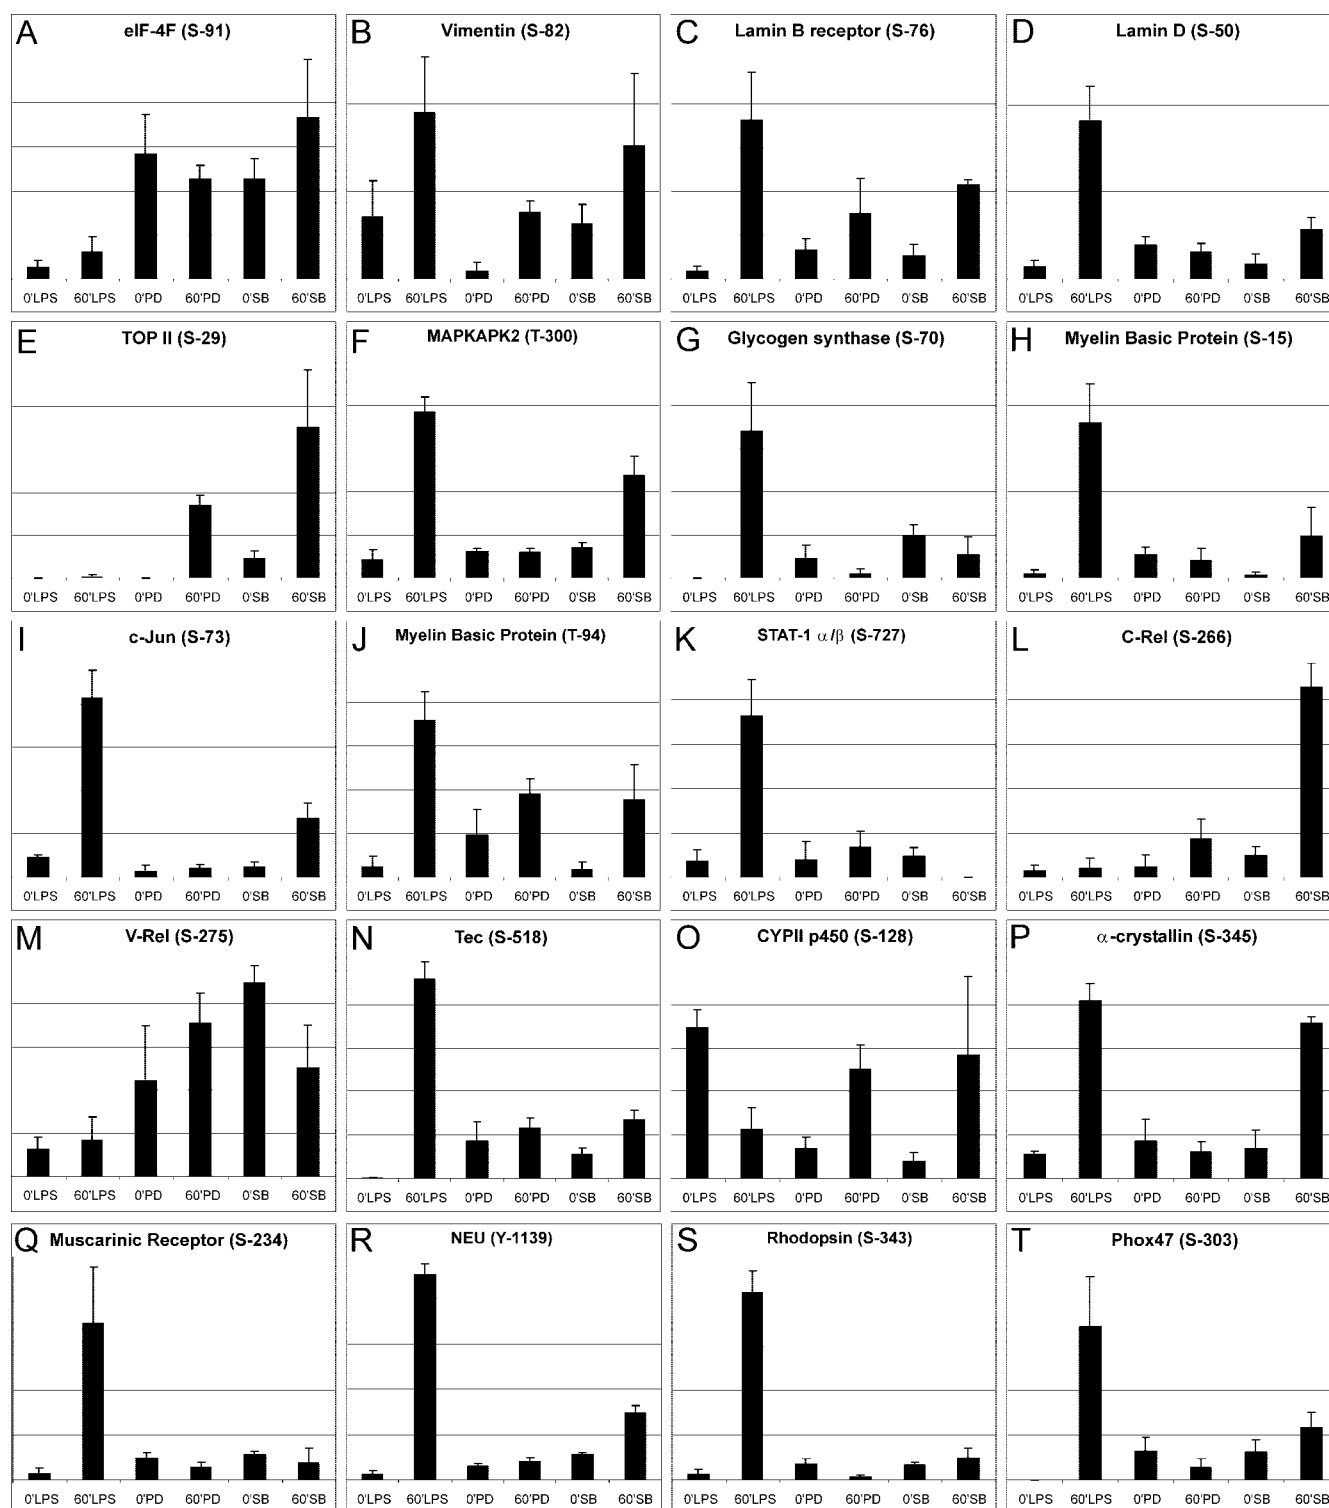 A eIF-4F (S-91)
B Vimentin (S-82)
C Lamin B receptor (S-76)
D Lamin D (S-50)
0'LPS 60'LPS 0'PD 60'PD 0'SB 60'SB
0'LPS 60'LPS 0'PD 60'PD 0'SB 60'SB
0'LPS 60'LPS 0'PD 60'PD 0'SB 60'SB
0'LPS 60'LPS 0'PD 60'PD 0'SB 60'SB
E TOP II (S-29)
F MAPKAPK2 (T-300)
G Glycogen synthase (S-70)
H Myelin Basic Protein (S-15)
0'LPS 60'LPS 0'PD 60'PD 0'SB 60'SB
0'LPS 60'LPS 0'PD 60'PD 0'SB 60'SB
0'LPS 60'LPS 0'PD 60'PD 0'SB 60'SB
0'LPS 60'LPS 0'PD 60'PD 0'SB 60'SB
I c-Jun (S-73)
J Myelin Basic Protein (T-94)
K STAT-1 α/β (S-727)
L C-Rel (S-266)
0'LPS 60'LPS 0'PD 60'PD 0'SB 60'SB
0'LPS 60'LPS 0'PD 60'PD 0'SB 60'SB
0'LPS 60'LPS 0'PD 60'PD 0'SB 60'SB
0'LPS 60'LPS 0'PD 60'PD 0'SB 60'SB
M V-Rel (S-275)
N Tec (S-518)
O CYPII p450 (S-128)
P α-crystallin (S-345)
0'LPS 60'LPS 0'PD 60'PD 0'SB 60'SB
0'LPS 60'LPS 0'PD 60'PD 0'SB 60'SB
0'LPS 60'LPS 0'PD 60'PD 0'SB 60'SB
0'LPS 60'LPS 0'PD 60'PD 0'SB 60'SB
Q Muscarinic Receptor (S-234)
R NEU (Y-1139)
S Rhodopsin (S-343)
T Phox47 (S-303)
0'LPS 60'LPS 0'PD 60'PD 0'SB 60'SB
0'LPS 60'LPS 0'PD 60'PD 0'SB 60'SB
0'LPS 60'LPS 0'PD 60'PD 0'SB 60'SB
0'LPS 60'LPS 0'PD 60'PD 0'SB 60'SB